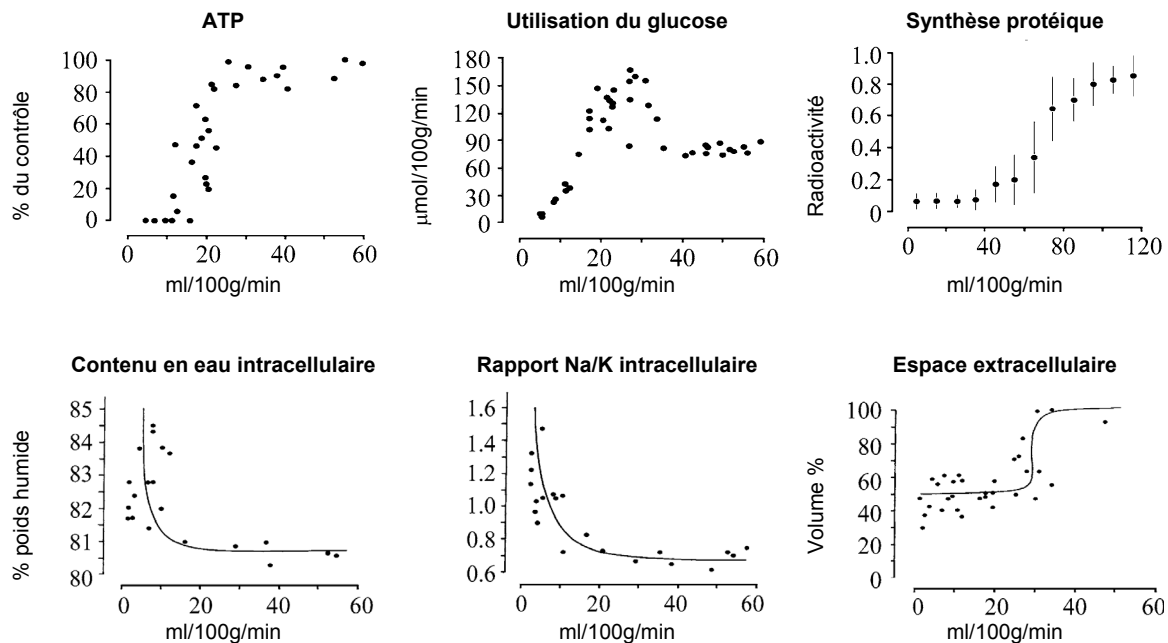 ATP
% du contrôle
100
80
60
40
20
0
0 20 40 60
ml/100g/min
Utilisation du glucose
μmol/100g/min
180
150
120
90
60
30
0
0 20 40 60
ml/100g/min
Synthèse protéique
Radioactivité
1.0
0.8
0.6
0.4
0.2
0
0 40 80 120
ml/100g/min
Contenu en eau intracellulaire
% poids humide
85
84
83
82
81
80
0 20 40 60
ml/100g/min
Rapport Na/K intracellulaire
1.6
1.4
1.2
1.0
0.8
0.6
0 20 40 60
ml/100g/min
Espace extracellulaire
Volume %
100
80
60
40
20
0
0 20 40 60
ml/100g/min